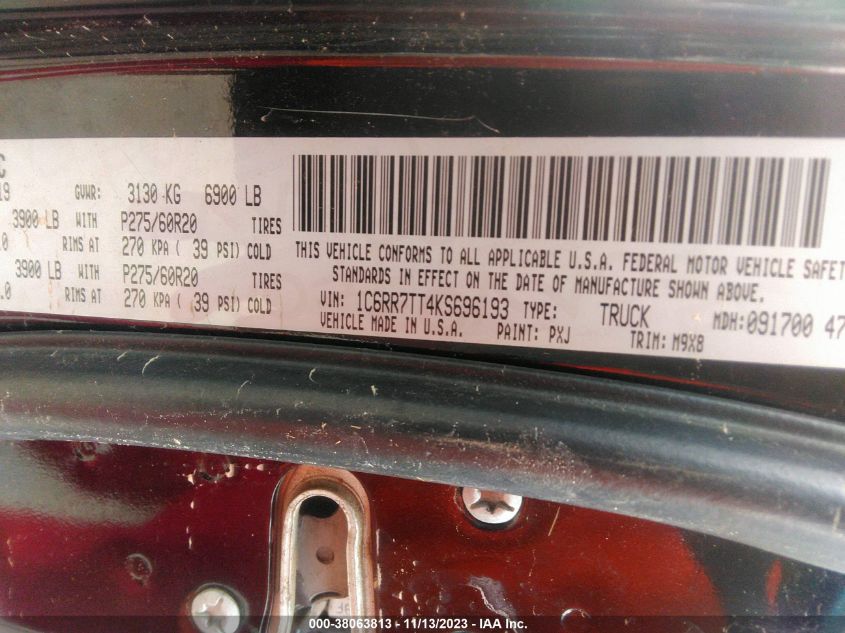 C
19 GVWR: 3130 KG 6900 LB
3900 LB WITH P275/60R20 TIRES
.0 RIMS AT 270 KPA ( 39 PSI) COLD
3900 LB WITH P275/60R20 TIRES
.0 RIMS AT 270 KPA ( 39 PSI) COLD
THIS VEHICLE CONFORMS TO ALL APPLICABLE U.S.A. FEDERAL MOTOR VEHICLE SAFET
STANDARDS IN EFFECT ON THE DATE OF MANUFACTURE SHOWN ABOVE.
VIN: 1C6RR7TT4KS696193 TYPE: TRUCK MDH:091700 47
VEHICLE MADE IN U.S.A. PAINT: PXJ TRIM: M9X8
000-38063813 - 11/13/2023 - IAA Inc.